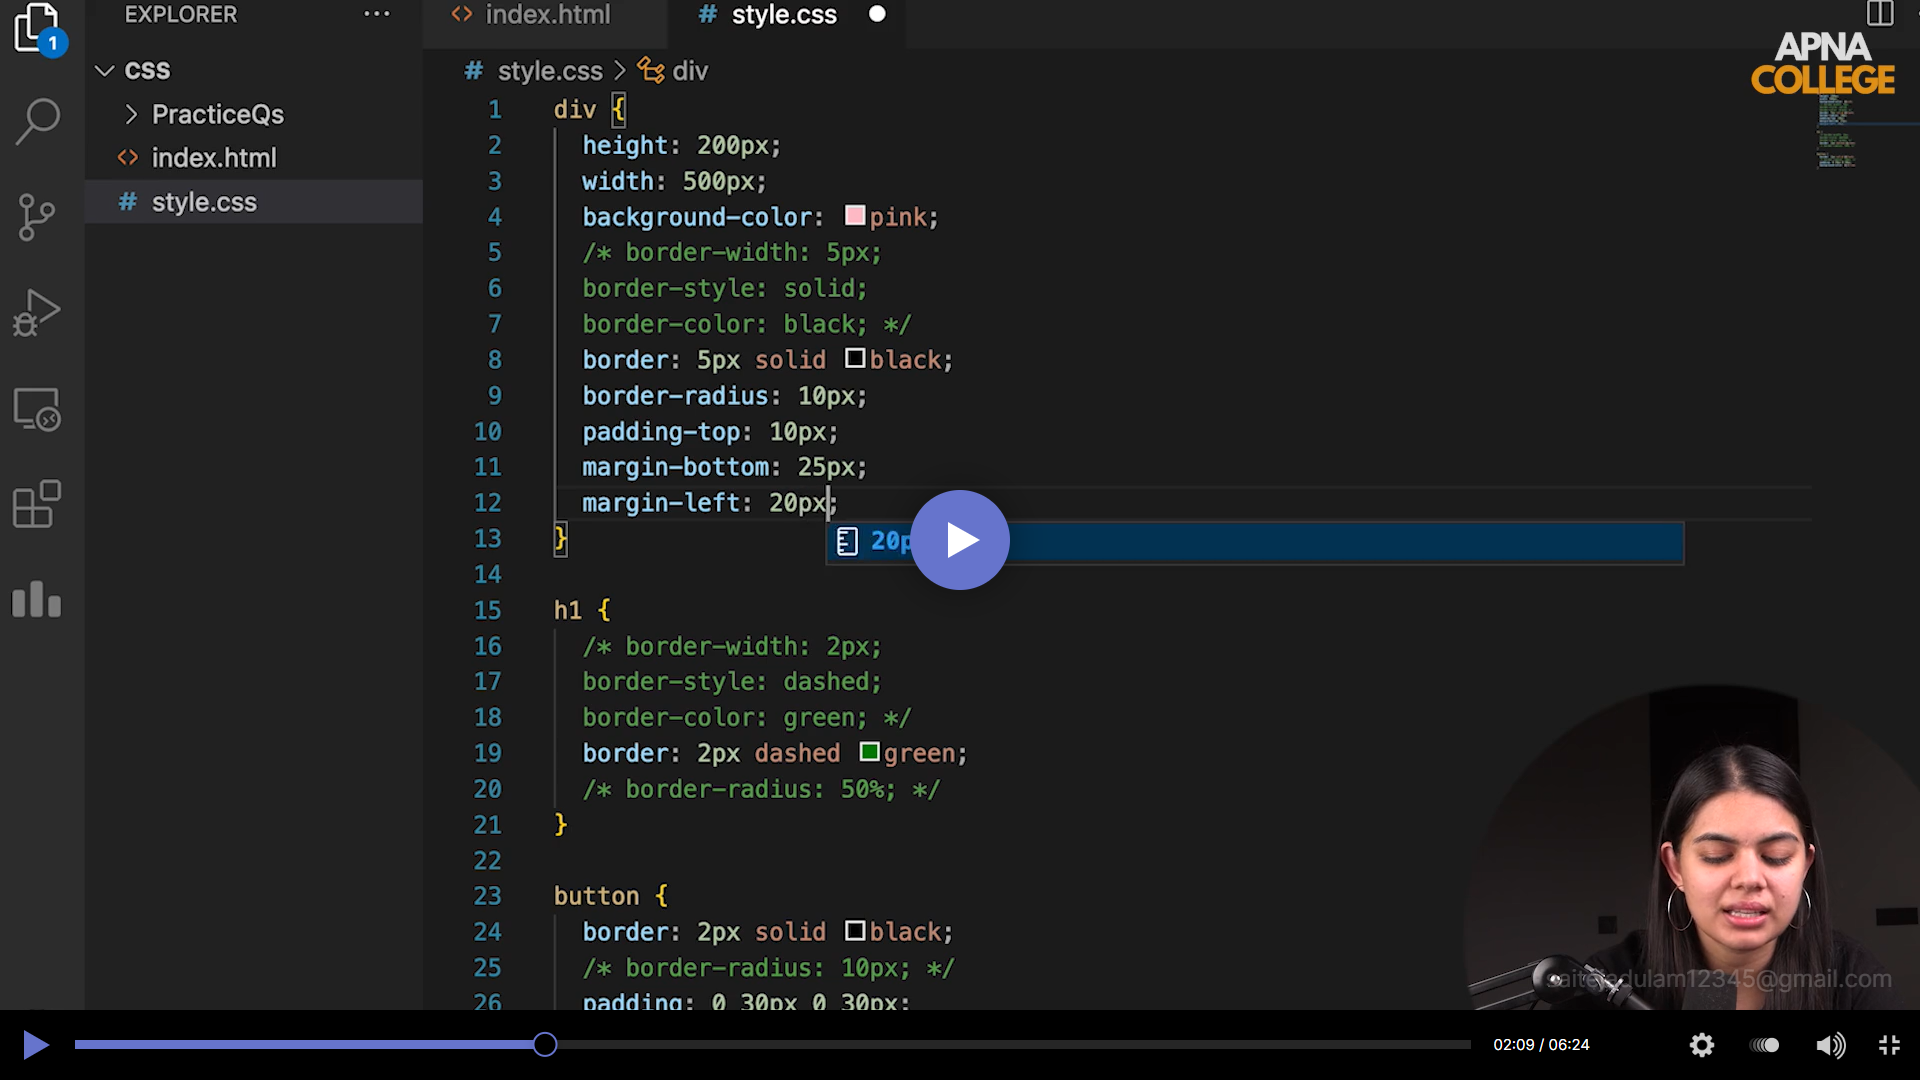 EXPLORER
index.html
# style.css
1
APNA
COLLEGE
CSS
PracticeQs
index.html
# style.css
# style.css > div
1 div {
2 height: 200px;
3 width: 500px;
4 background-color: pink;
5 /* border-width: 5px;
6 border-style: solid;
7 border-color: black; */
8 border: 5px solid black;
9 border-radius: 10px;
10 padding-top: 10px;
11 margin-bottom: 25px;
12 margin-left: 20px;
13 }
14
15 h1 {
16 /* border-width: 2px;
17 border-style: dashed;
18 border-color: green; */
19 border: 2px dashed green;
20 /* border-radius: 50%; */
21 }
22
23 button {
24 border: 2px solid black;
25 /* border-radius: 10px; */
26 padding: 0 30px 0 30px;
02:09 / 06:24